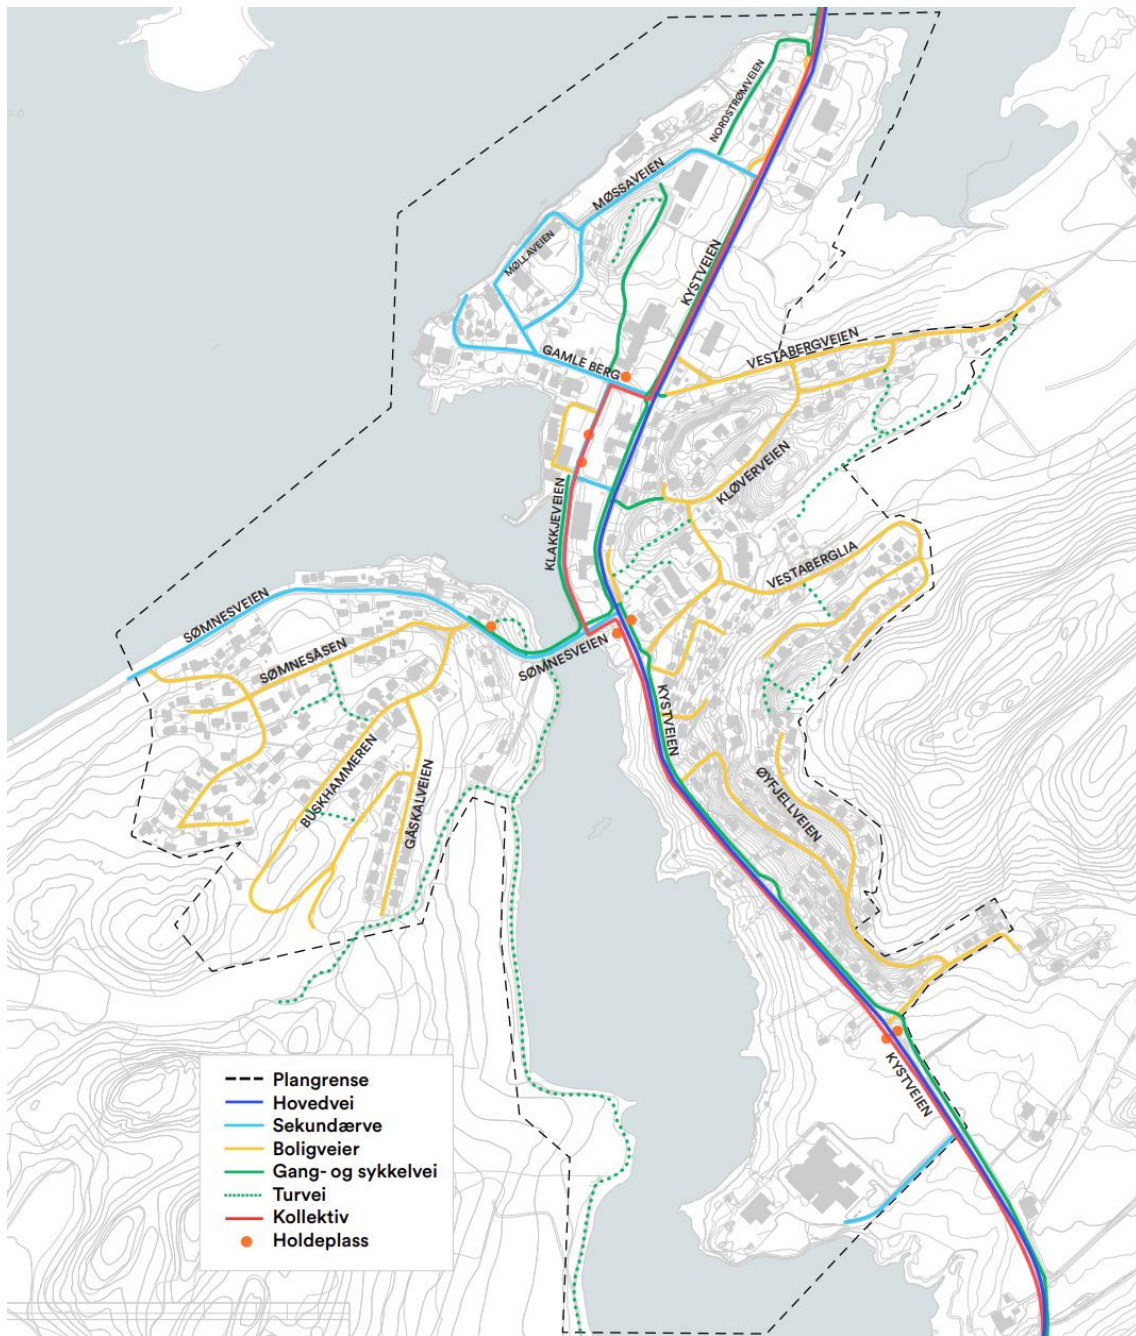 NORDSTRØMVEIEN
MØSSAVEIEN
MØLLAVEIEN
KYSTVEIEN
GAMLE BERG
VESTABERGVEIEN
KLØVERVEIEN
KLAKKJEVEIEN
VESTABERGLIA
SØMNESVEIEN
SØMNESÅSEN
SØMNESVEIEN
KYSTVEIEN
BUSKHAMMEREN
GÅSKALVEIEN
ØYFJELLVEIEN
KYSTVEIEN
Plangrense
Hovedvei
Sekundærve
Boligveier
Gang- og sykkelvei
Turvei
Kollektiv
Holdeplass